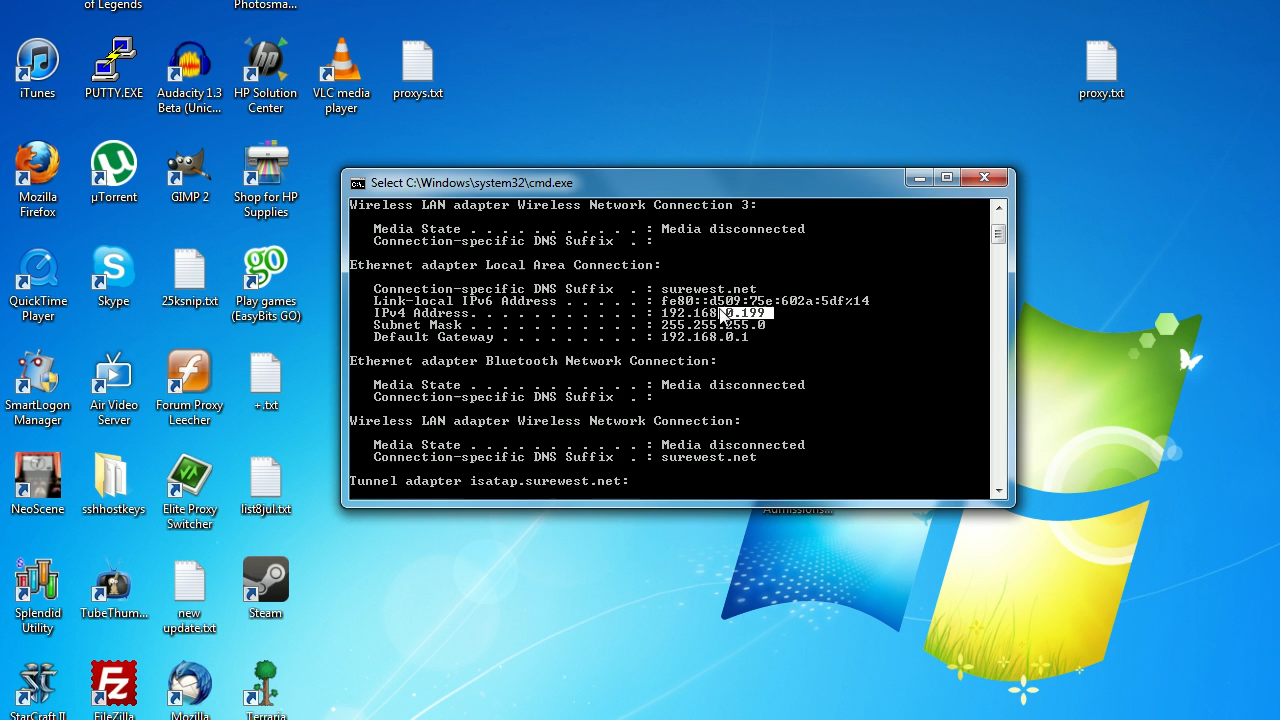 of Legends
Photosma...
iTunes
PUTTY.EXE
Audacity 1.3
Beta (Unic...
HP Solution
Center
VLC media
player
proxys.txt
proxy.txt
Mozilla
Firefox
µTorrent
GIMP 2
Shop for HP
Supplies
QuickTime
Player
Skype
25ksnip.txt
Play games
(EasyBits GO)
SmartLogon
Manager
Air Video
Server
Forum Proxy
Leecher
+.txt
NeoScene
sshhostkeys
Elite Proxy
Switcher
list8jul.txt
Splendid
Utility
TubeThum...
new
update.txt
Steam
StarCraft II
FileZilla
Mozilla
Terraria
Select C:\Windows\system32\cmd.exe
Wireless LAN adapter Wireless Network Connection 3:
Media State . . . . . . . . . . . : Media disconnected
Connection-specific DNS Suffix  . :
Ethernet adapter Local Area Connection:
Connection-specific DNS Suffix  . : surewest.net
Link-local IPv6 Address . . . . . : fe80::d509:75e:602a:5df%14
IPv4 Address. . . . . . . . . . . : 192.168.0.199
Subnet Mask . . . . . . . . . . . : 255.255.255.0
Default Gateway . . . . . . . . . : 192.168.0.1
Ethernet adapter Bluetooth Network Connection:
Media State . . . . . . . . . . . : Media disconnected
Connection-specific DNS Suffix  . :
Wireless LAN adapter Wireless Network Connection:
Media State . . . . . . . . . . . : Media disconnected
Connection-specific DNS Suffix  . : surewest.net
Tunnel adapter isatap.surewest.net:
Admissions...